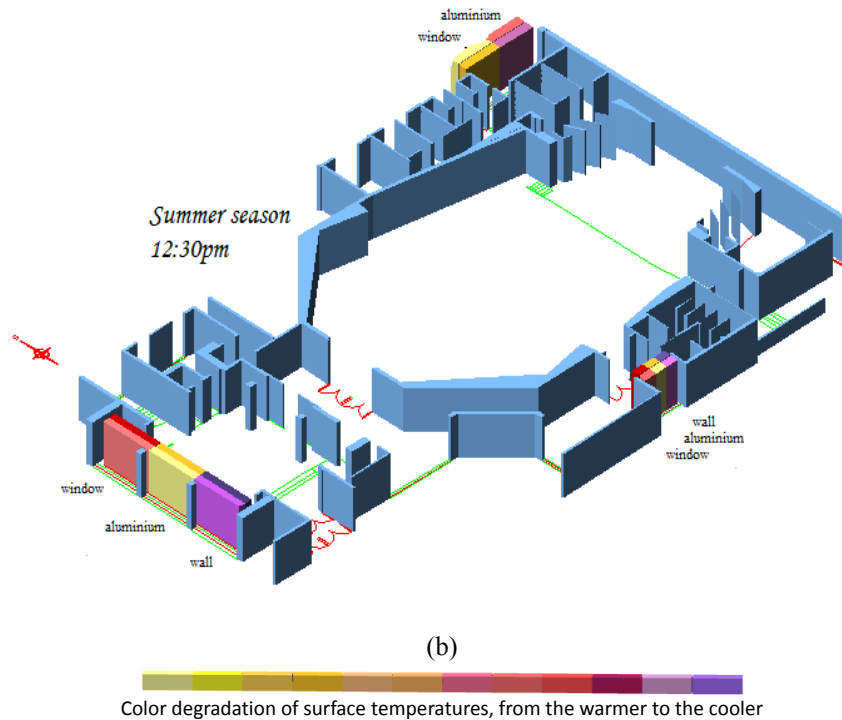 aluminium
window
Summer season
12:30pm
wall
aluminium
window
window
aluminium
wall
(b)
Color degradation of surface temperatures, from the warmer to the cooler